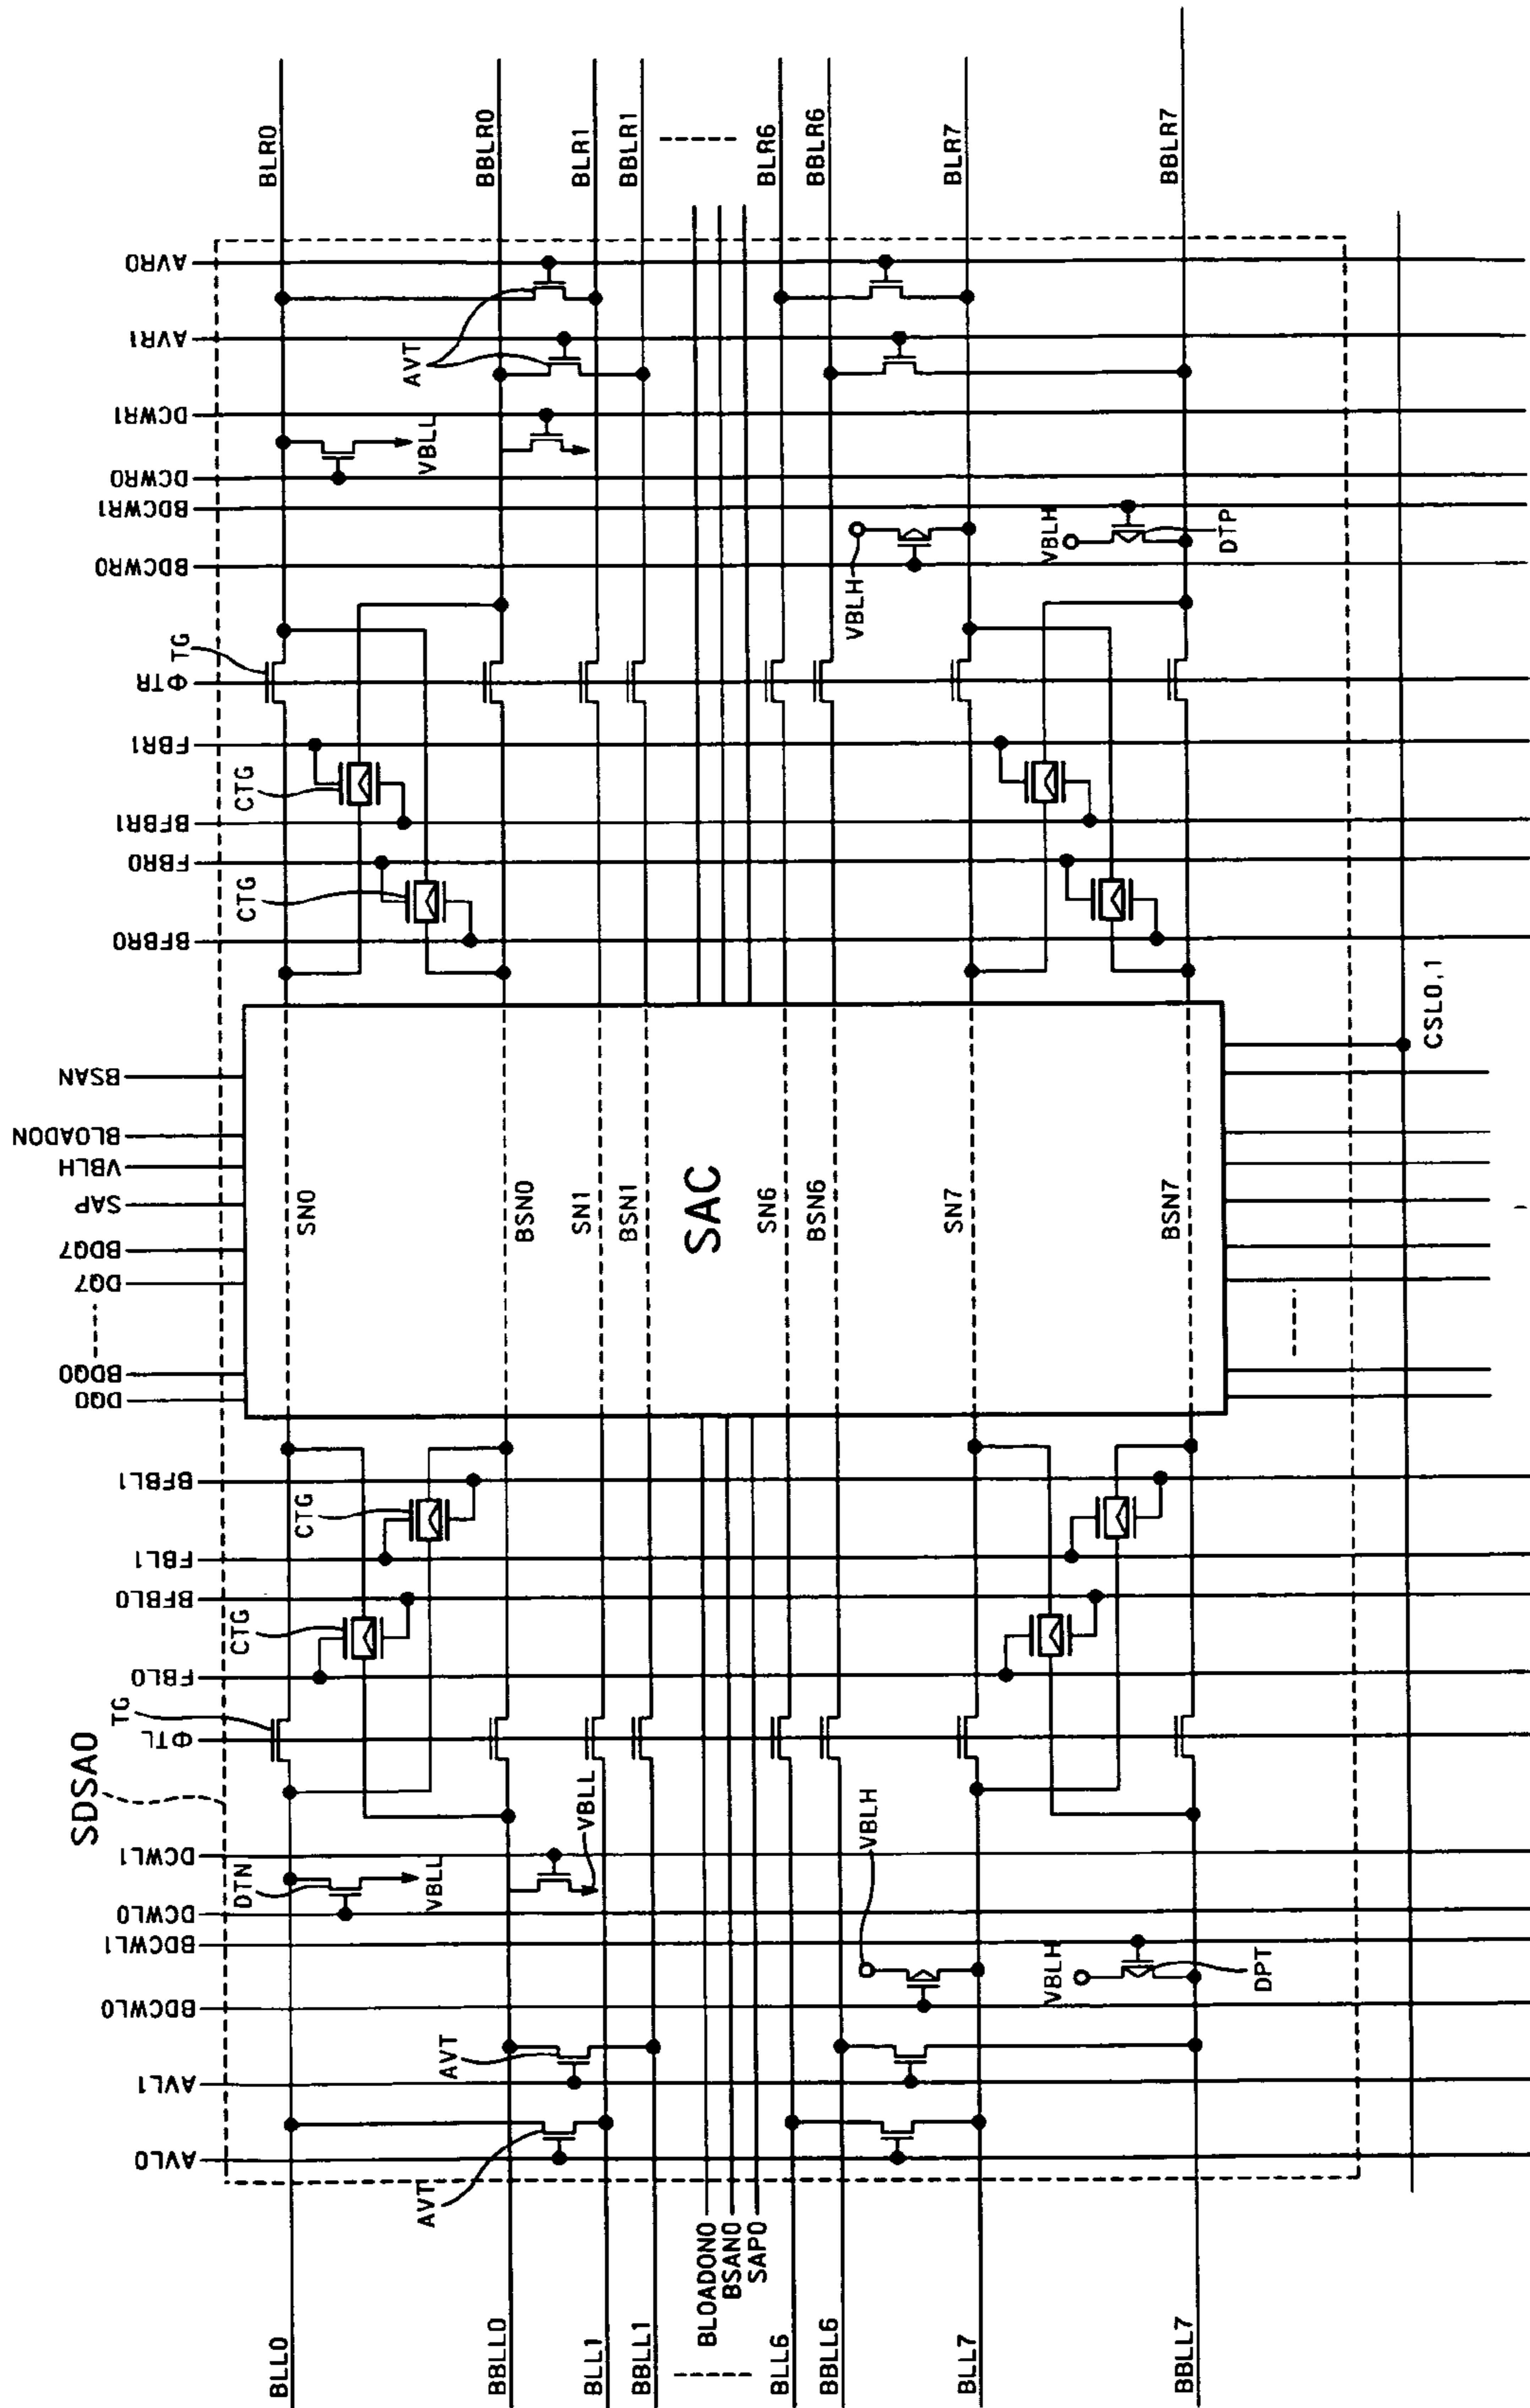 SDSA0
AVL0
AVL1
BDCWL0
BDCWL1
DCWL0
DCWL1
ΦTL
FBL0
BFBL0
FBL1
BFBL1
DQ0
BDQ0
DQ7
BDQ7
SAP
VBLH
BLOADON
BSAN
BFBR0
FBR0
BFBR1
FBR1
ΦTR
BDCWR0
BDCWR1
DCWR0
DCWR1
AVR1
AVR0
TG
TG
DTN
BLL0
SN0
BLR0
CTG
CTG
CTG
CTG
VBLL
VBLL
AVT
AVT
AVT
BBLL0
BSN0
BBLR0
VBLL
BLL1
SN1
BLR1
BBLL1
BSN1
BBLR1
BLOADON0
BSAN0
SAP0
SAC
BLL6
SN6
BLR6
BBLL6
BSN6
BBLR6
VBLH
VBLH
BLL7
SN7
BLR7
VBLH
VBLH
BBLL7
BSN7
BBLR7
DPT
DTP
CSL0,1